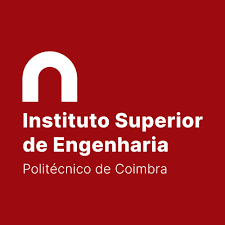 Instituto Superior
de Engenharia
Politécnico de Coimbra